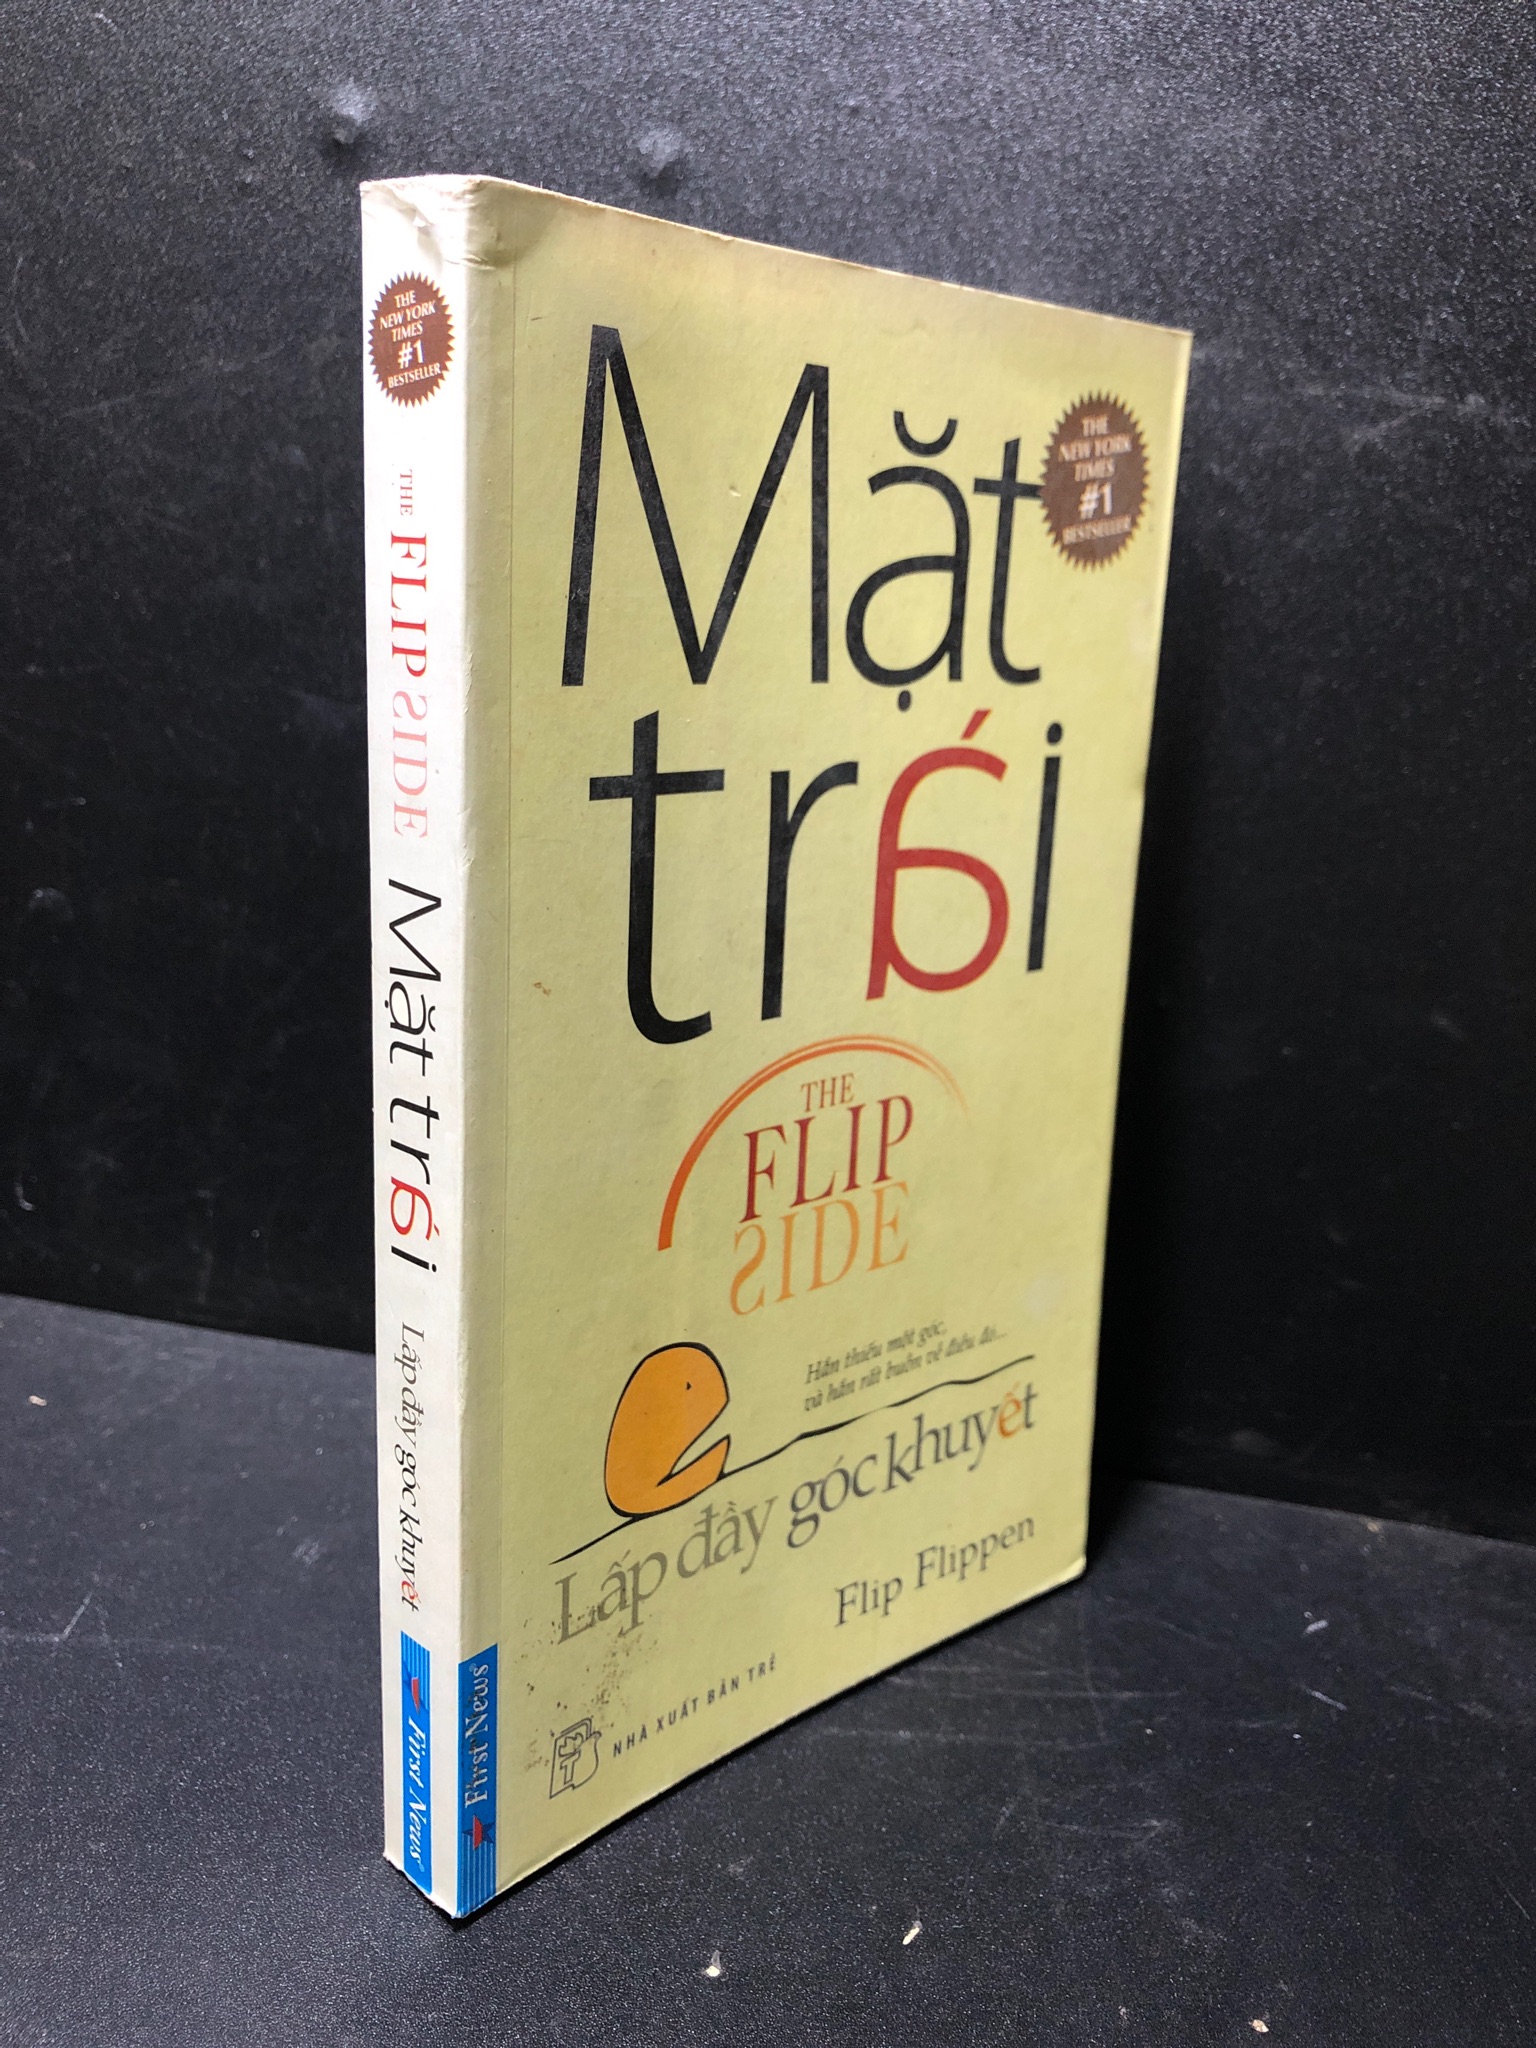 THE
NEW YORK
TIMES
#1
BESTSELLER
THE FLIP SIDE Mặt trái Lấp đầy góc khuyết
First News®
Mặt
trái
THE
NEW YORK
TIMES
#1
BESTSELLER
THE
FLIP
SIDE
Hắn thiếu một góc,
và hắn rất buồn về điều đó...
Lấp đầy góc khuyết
Flip Flippen
NHÀ XUẤT BẢN TRẺ
First News®